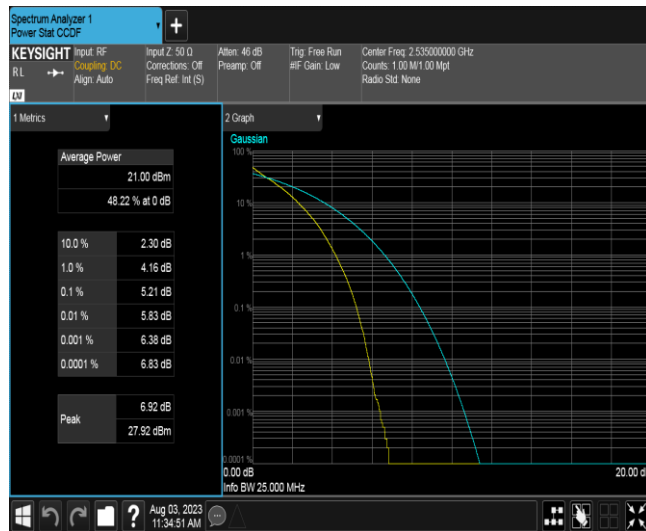 Spectrum Analyzer 1
Power Stat CCDF
+
KEYSIGHT
RL
LXI
Input: RF
Coupling: DC
Align: Auto
Input Z: 50 Ω
Corrections: Off
Freq Ref: Int (S)
Atten: 46 dB
Preamp: Off
Trig: Free Run
#IF Gain: Low
Center Freq: 2.535000000 GHz
Counts: 1.00 M/1.00 Mpt
Radio Std: None
1 Metrics
Average Power
21.00 dBm
48.22 % at 0 dB
10.0 % 2.30 dB
1.0 % 4.16 dB
0.1 % 5.21 dB
0.01 % 5.83 dB
0.001 % 6.38 dB
0.0001 % 6.83 dB
Peak
6.92 dB
27.92 dBm
2 Graph
Gaussian
100 %
10 %
1 %
0.1 %
0.01 %
0.001 %
0.0001 %
0.00 dB
20.00 d
Info BW 25.000 MHz
?
Aug 03, 2023
11:34:51 AM